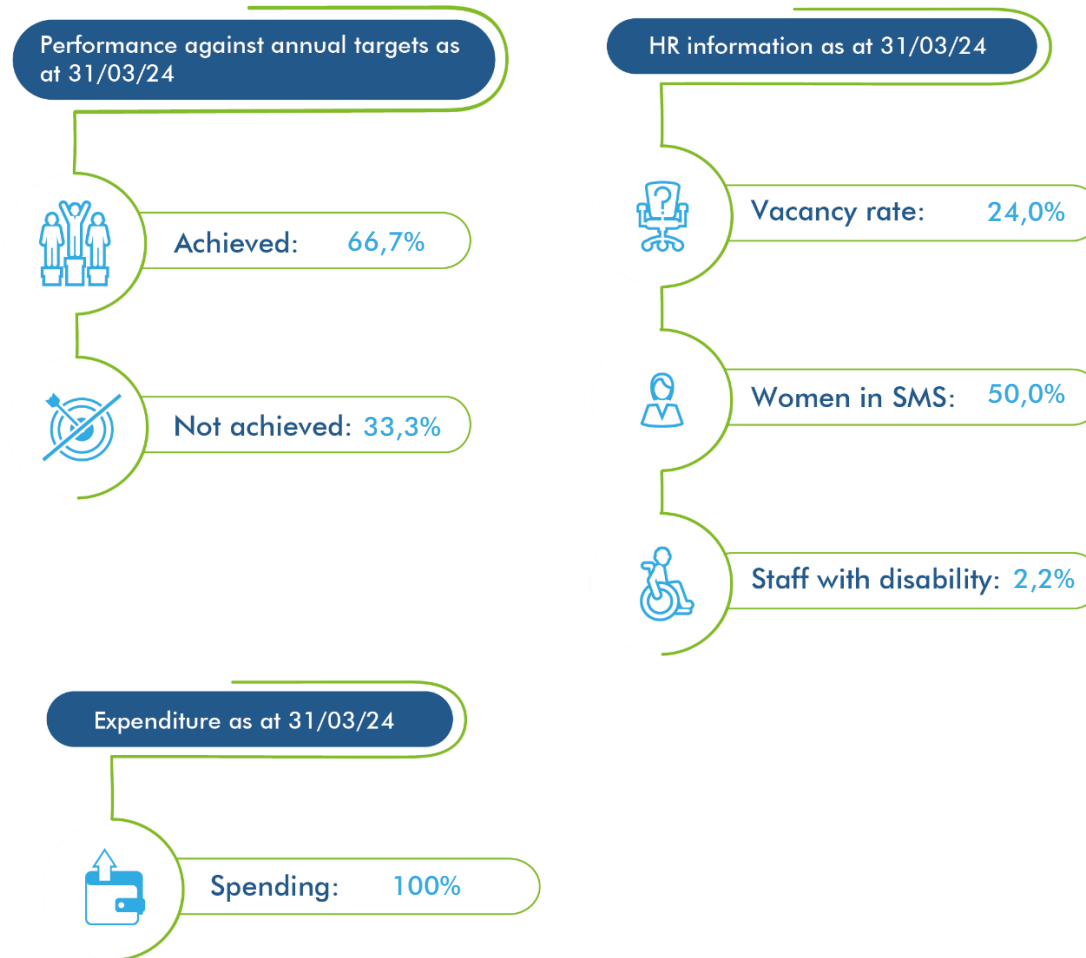 Performance against annual targets as
at 31/03/24
Achieved: 66,7%
Not achieved: 33,3%
HR information as at 31/03/24
?
Vacancy rate: 24,0%
Women in SMS: 50,0%
Staff with disability: 2,2%
Expenditure as at 31/03/24
Spending: 100%